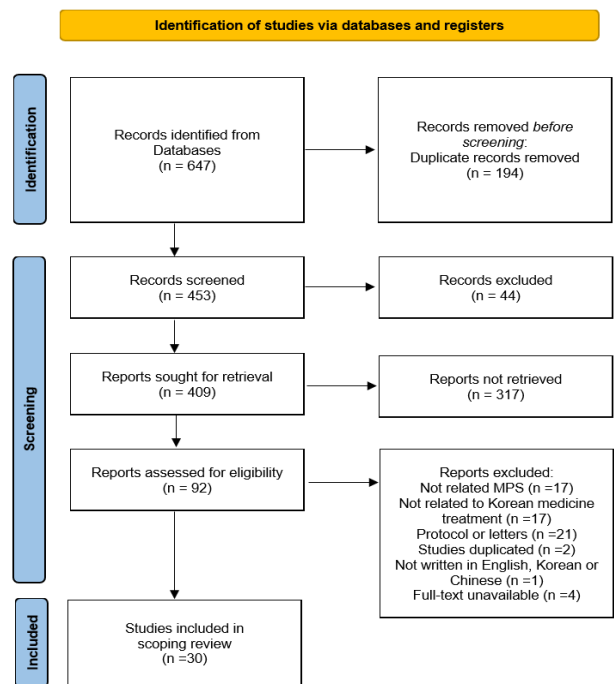 Identification of studies via databases and registers
Identification
Records identified from
Databases
(n = 647)
Records removed before
screening:
Duplicate records removed
(n = 194)
Screening
Records screened
(n = 453)
Records excluded
(n = 44)
Reports sought for retrieval
(n = 409)
Reports not retrieved
(n = 317)
Reports assessed for eligibility
(n = 92)
Reports excluded:
Not related MPS (n =17)
Not related to Korean medicine
treatment (n =17)
Protocol or letters (n =21)
Studies duplicated (n =2)
Not written in English, Korean or
Chinese (n =1)
Full-text unavailable (n =4)
Included
Studies included in
scoping review
(n =30)